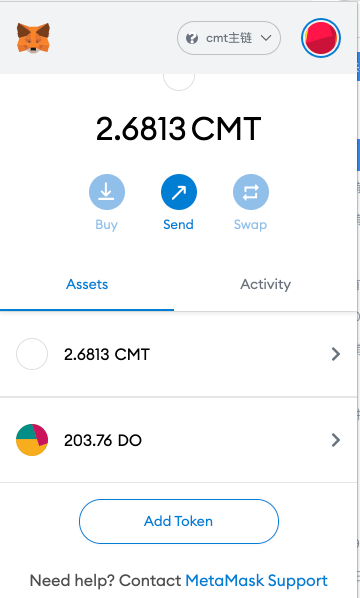 cmt主链
2.6813 CMT
Buy Send Swap
Assets Activity
2.6813 CMT
203.76 DO
Add Token
Need help? Contact MetaMask Support